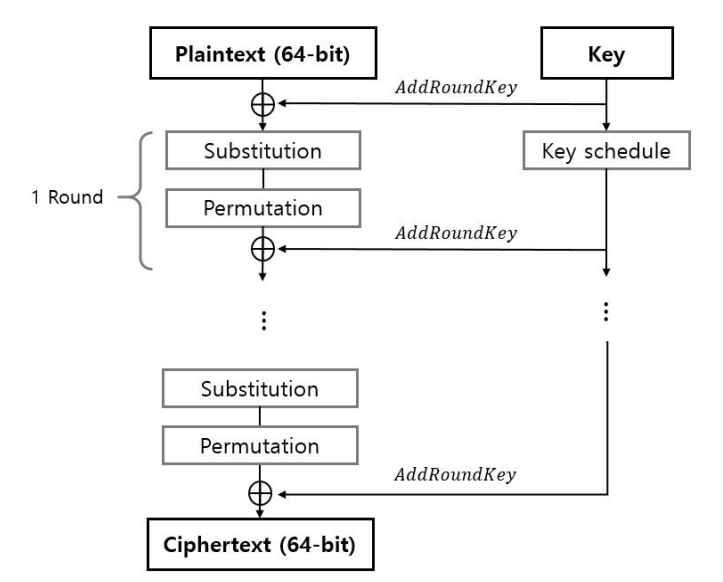 Plaintext (64-bit)
Key
AddRoundKey
Substitution
Key schedule
1 Round
Permutation
AddRoundKey
⋮
⋮
Substitution
Permutation
AddRoundKey
Ciphertext (64-bit)